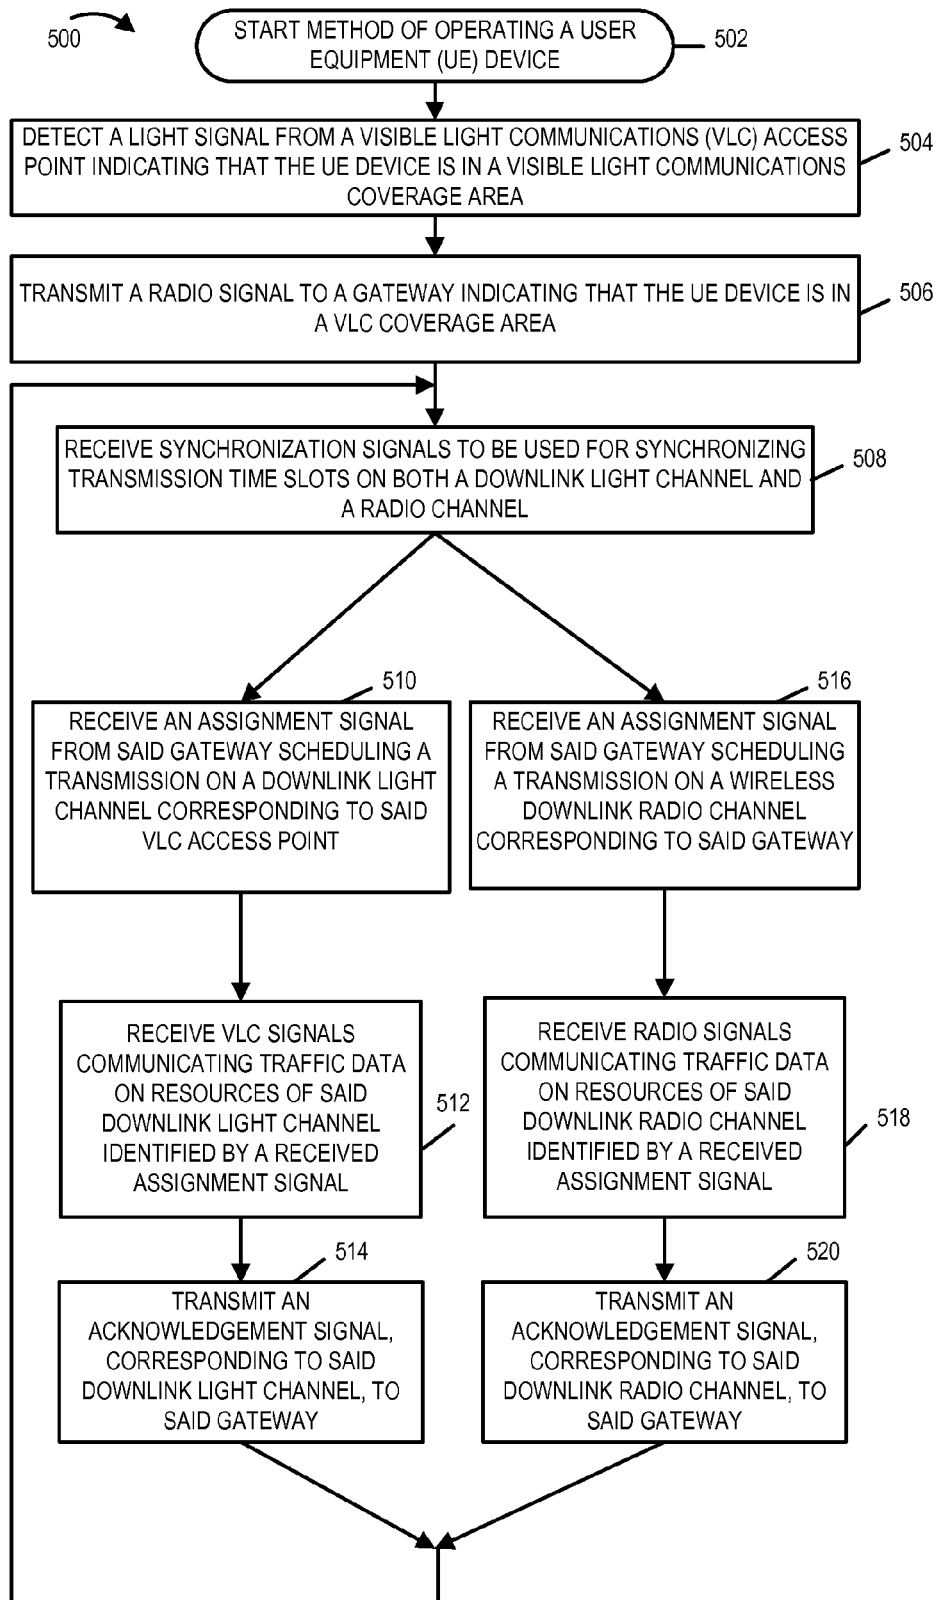 500
START METHOD OF OPERATING A USER
EQUIPMENT (UE) DEVICE
502
DETECT A LIGHT SIGNAL FROM A VISIBLE LIGHT COMMUNICATIONS (VLC) ACCESS
POINT INDICATING THAT THE UE DEVICE IS IN A VISIBLE LIGHT COMMUNICATIONS
COVERAGE AREA
504
TRANSMIT A RADIO SIGNAL TO A GATEWAY INDICATING THAT THE UE DEVICE IS IN
A VLC COVERAGE AREA
506
RECEIVE SYNCHRONIZATION SIGNALS TO BE USED FOR SYNCHRONIZING
TRANSMISSION TIME SLOTS ON BOTH A DOWNLINK LIGHT CHANNEL AND
A RADIO CHANNEL
508
510
RECEIVE AN ASSIGNMENT SIGNAL
FROM SAID GATEWAY SCHEDULING A
TRANSMISSION ON A DOWNLINK LIGHT
CHANNEL CORRESPONDING TO SAID
VLC ACCESS POINT
516
RECEIVE AN ASSIGNMENT SIGNAL
FROM SAID GATEWAY SCHEDULING
A TRANSMISSION ON A WIRELESS
DOWNLINK RADIO CHANNEL
CORRESPONDING TO SAID GATEWAY
RECEIVE VLC SIGNALS
COMMUNICATING TRAFFIC DATA
ON RESOURCES OF SAID
DOWNLINK LIGHT CHANNEL
IDENTIFIED BY A RECEIVED
ASSIGNMENT SIGNAL
512
RECEIVE RADIO SIGNALS
COMMUNICATING TRAFFIC DATA
ON RESOURCES OF SAID
DOWNLINK RADIO CHANNEL
IDENTIFIED BY A RECEIVED
ASSIGNMENT SIGNAL
518
514
TRANSMIT AN
ACKNOWLEDGEMENT SIGNAL,
CORRESPONDING TO SAID
DOWNLINK LIGHT CHANNEL, TO
SAID GATEWAY
520
TRANSMIT AN
ACKNOWLEDGEMENT SIGNAL,
CORRESPONDING TO SAID
DOWNLINK RADIO CHANNEL, TO
SAID GATEWAY